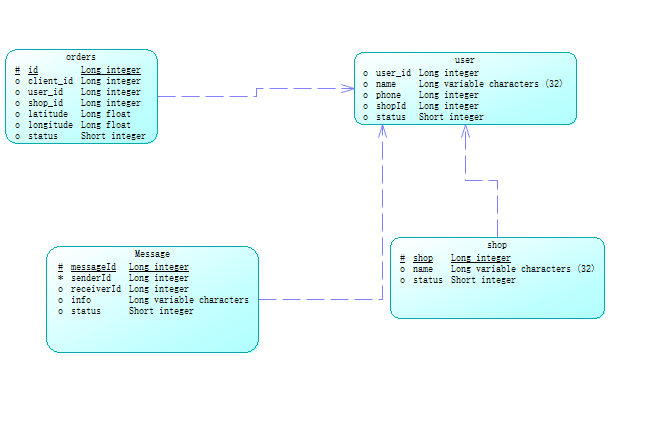 orders
# id Long integer
o client_id Long integer
o user_id Long integer
o shop_id Long integer
o latitude Long float
o longitude Long float
o status Short integer
user
o user_id Long integer
o name Long variable characters (32)
o phone Long integer
o shopId Long integer
o status Short integer
Message
# messageId Long integer
* senderId Long integer
o receiverId Long integer
o info Long variable characters
o status Short integer
shop
# shop Long integer
o name Long variable characters (32)
o status Short integer